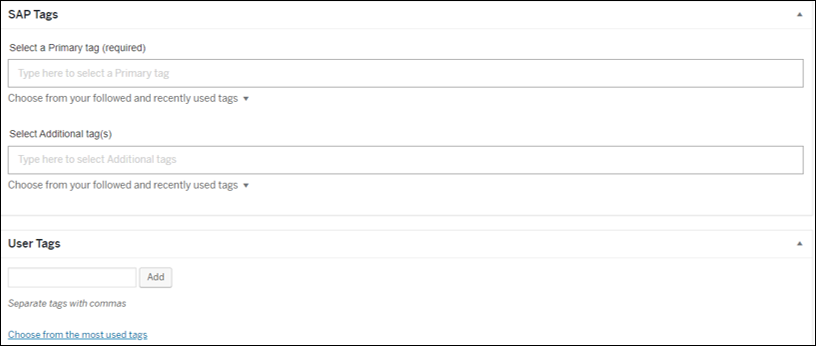 SAP Tags
Select a Primary tag (required)
Type here to select a Primary tag
Choose from your followed and recently used tags
Select Additional tag(s)
Type here to select Additional tags
Choose from your followed and recently used tags
User Tags
Add
Separate tags with commas
Choose from the most used tags